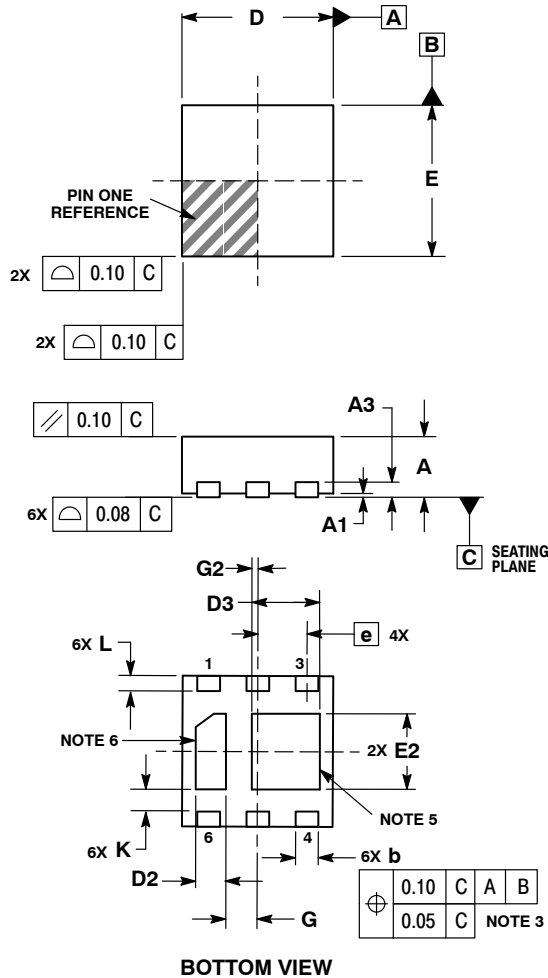 D
A
B
E
PIN ONE
REFERENCE
2X ⌓ 0.10 C
2X ⌓ 0.10 C
⫽ 0.10 C
A3
A
6X ⌓ 0.08 C
A1
C SEATING
PLANE
G2
D3
e 4X
6X L
1 3
NOTE 6
2X E2
NOTE 5
6X K
6 4
6X b
D2
⌖ 0.10 C A B
0.05 C NOTE 3
G
BOTTOM VIEW